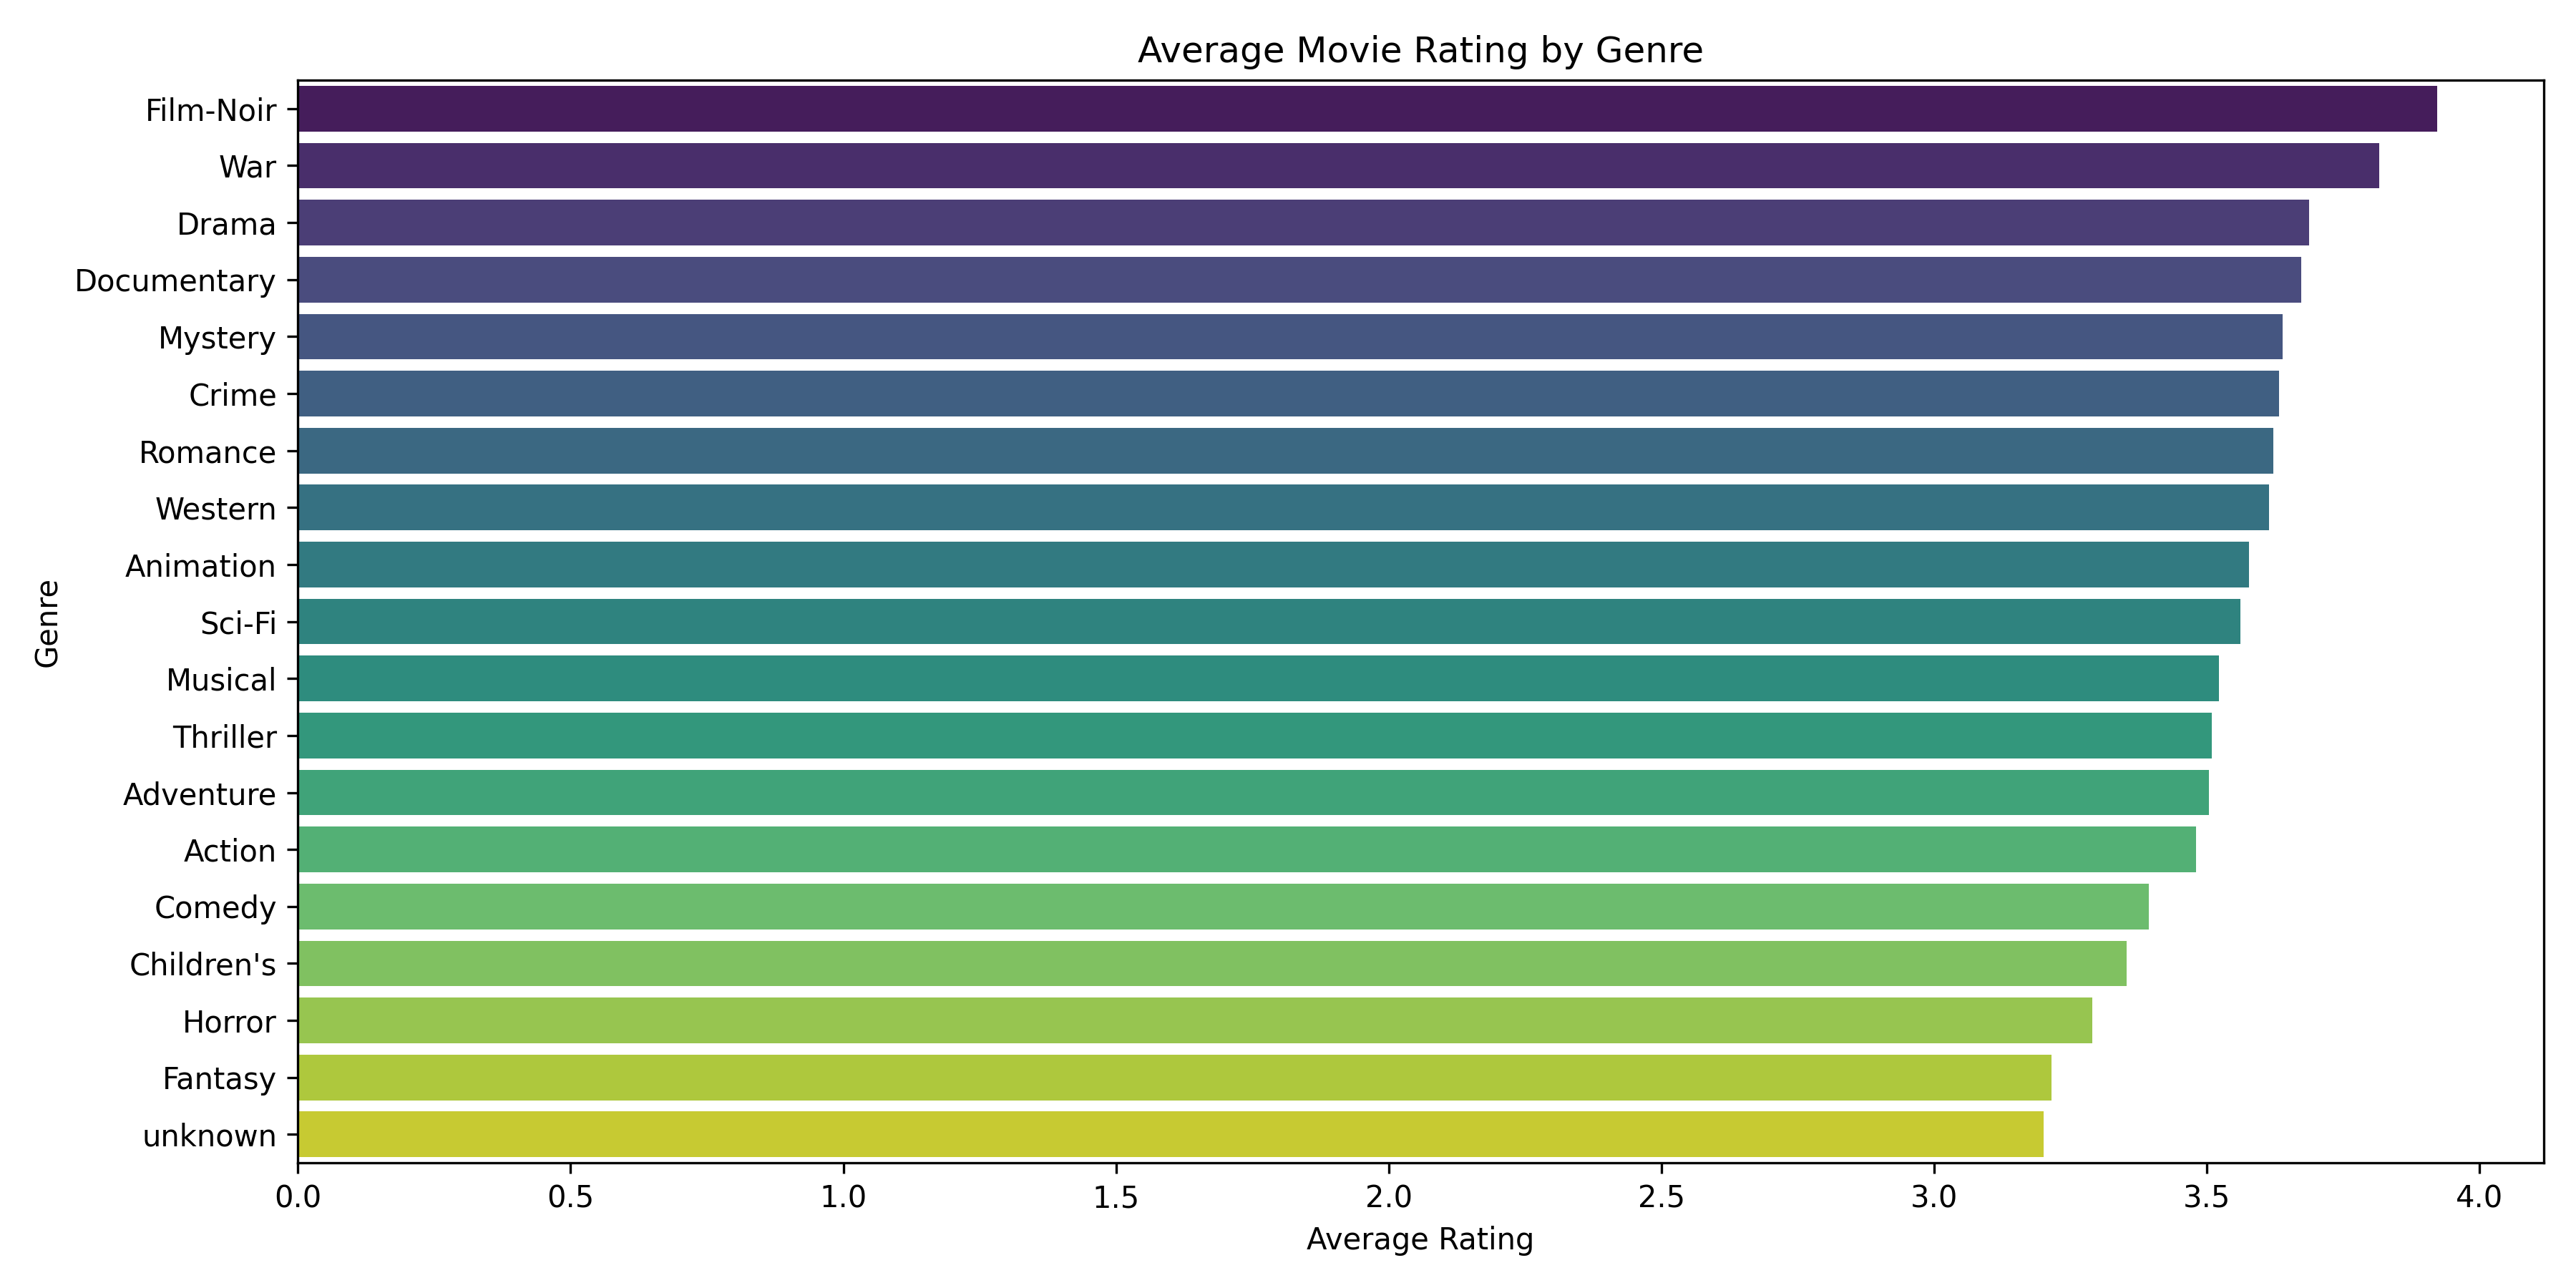 Average Movie Rating by Genre
Film-Noir
War
Drama
Documentary
Mystery
Crime
Romance
Western
Animation
Sci-Fi
Musical
Thriller
Adventure
Action
Comedy
Children's
Horror
Fantasy
unknown
Genre
0.0 0.5 1.0 1.5 2.0 2.5 3.0 3.5 4.0
Average Rating